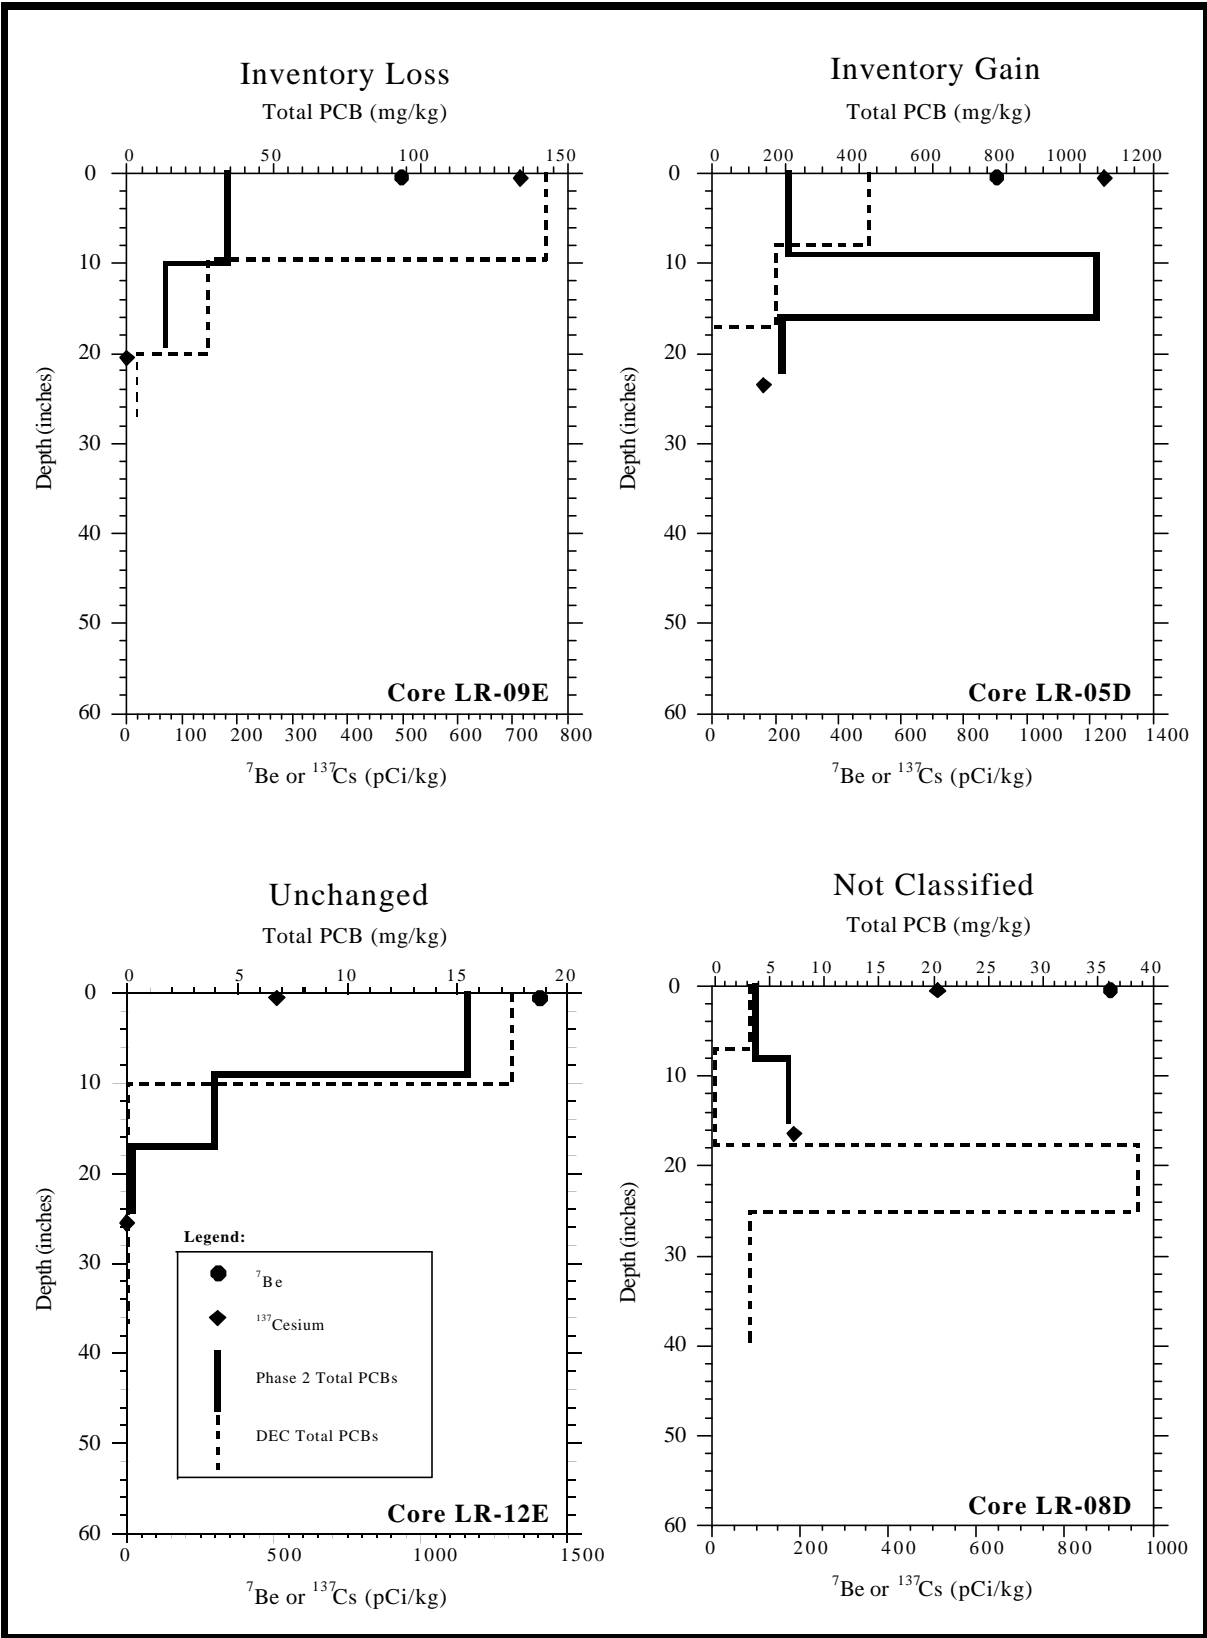 Inventory Loss
Total PCB (mg/kg)
0 50 100 150
0
10
20
30
40
50
60
Depth (inches)
Core LR-09E
0 100 200 300 400 500 600 700 800
7Be or 137Cs (pCi/kg)
Inventory Gain
Total PCB (mg/kg)
0 200 400 600 800 1000 1200
0
10
20
30
40
50
60
Depth (inches)
Core LR-05D
0 200 400 600 800 1000 1200 1400
7Be or 137Cs (pCi/kg)
Unchanged
Total PCB (mg/kg)
0 5 10 15 20
0
10
20
30
40
50
60
Depth (inches)
Legend:
7Be
137Cesium
Phase 2 Total PCBs
DEC Total PCBs
Core LR-12E
0 500 1000 1500
7Be or 137Cs (pCi/kg)
Not Classified
Total PCB (mg/kg)
0 5 10 15 20 25 30 35 40
0
10
20
30
40
50
60
Depth (inches)
Core LR-08D
0 200 400 600 800 1000
7Be or 137Cs (pCi/kg)